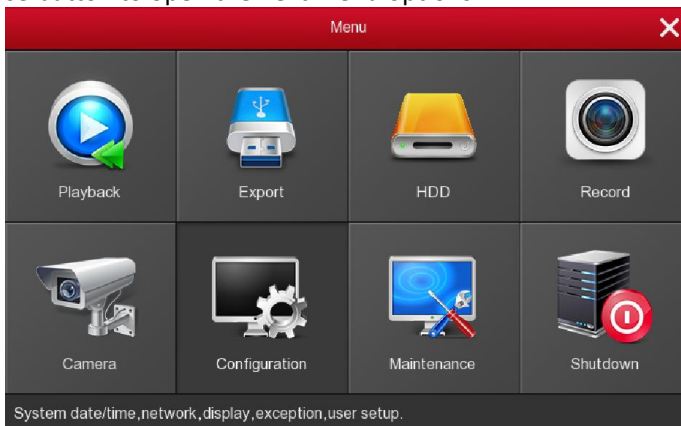 Menu
Playback
Export
HDD
Record
Camera
Configuration
Maintenance
Shutdown
System date/time,network,display,exception,user setup.